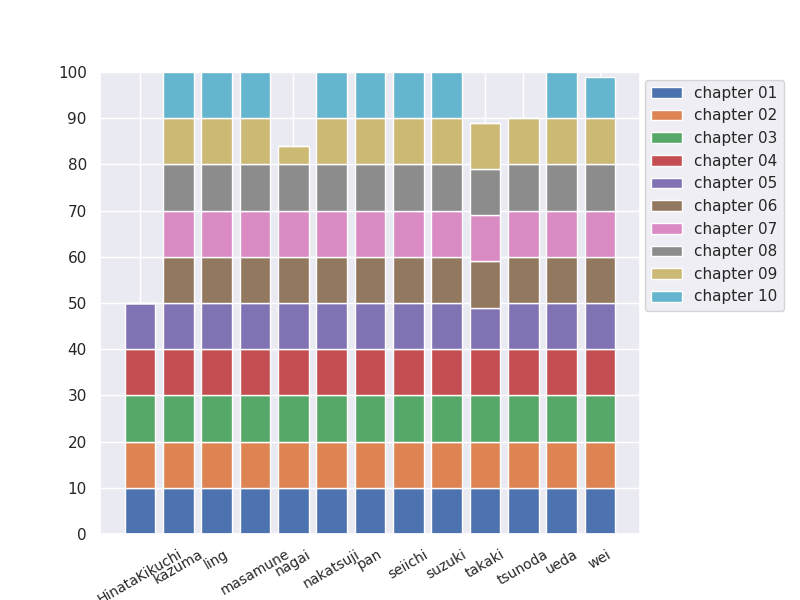 100
90
80
70
60
50
40
30
20
10
0
HinataKikuchi
kazuma
ling
masamune
nagai
nakatsuji
pan
seiichi
suzuki
takaki
tsunoda
ueda
wei
chapter 01
chapter 02
chapter 03
chapter 04
chapter 05
chapter 06
chapter 07
chapter 08
chapter 09
chapter 10